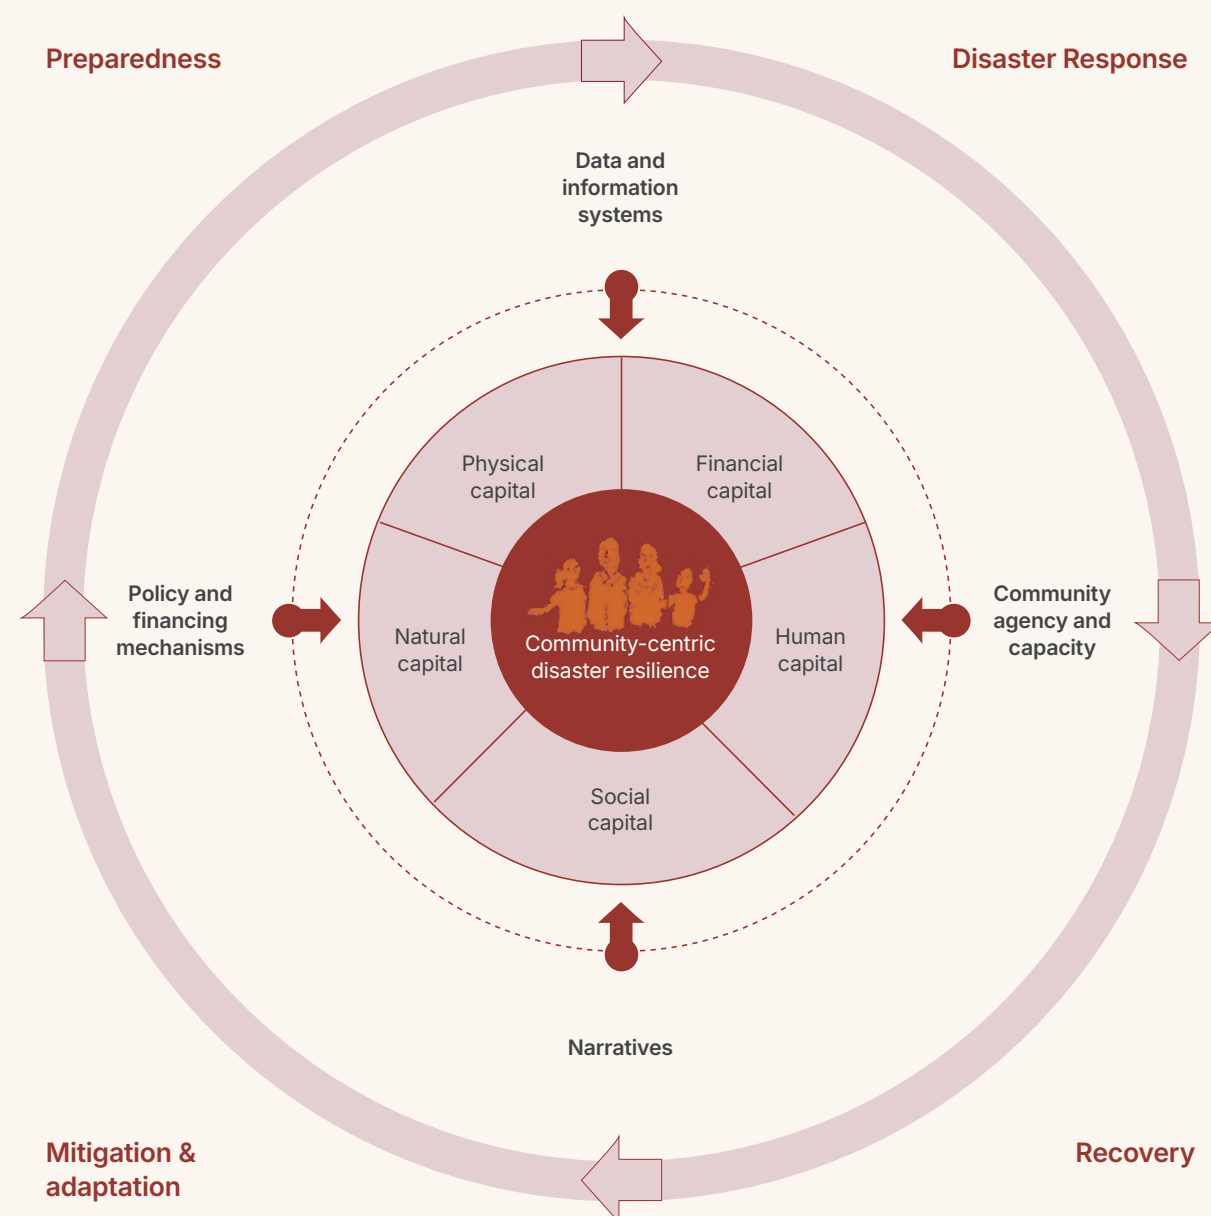 Preparedness
Disaster Response
Data and
information
systems
Physical
capital
Financial
capital
Policy and
financing
mechanisms
Natural
capital
Community-centric
disaster resilience
Human
capital
Community
agency and
capacity
Social
capital
Narratives
Mitigation &
adaptation
Recovery